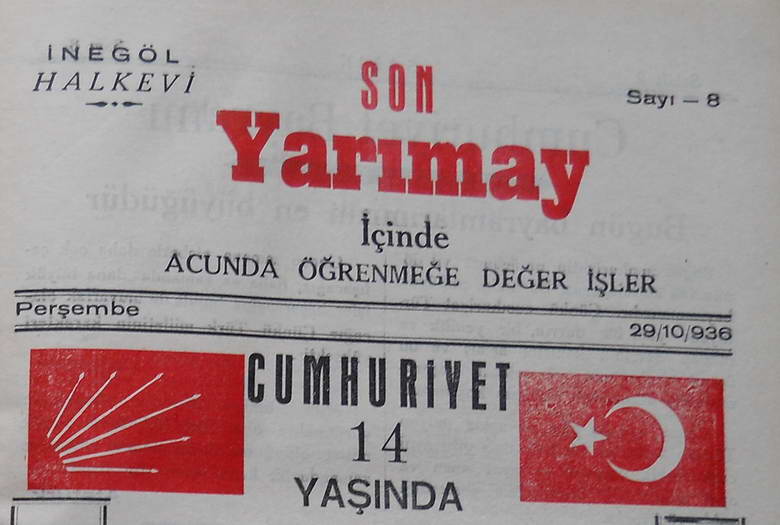 İNEGÖL
HALKEVİ
SON
Sayı – 8
Yarımay
İçinde
ACUNDA ÖĞRENMEĞE DEĞER İŞLER
Perşembe
29/10/936
CUMHURİYET
14
YAŞINDA